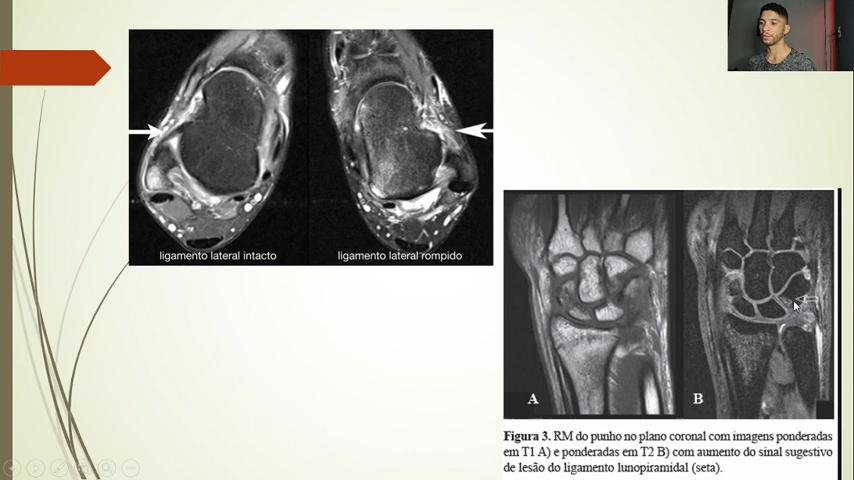 ligamento lateral intacto
ligamento lateral rompido
A
B
Figura 3. RM do punho no plano coronal com imagens ponderadas
em T1 A) e ponderadas em T2 B) com aumento do sinal sugestivo
de lesão do ligamento lunopiramidal (seta).